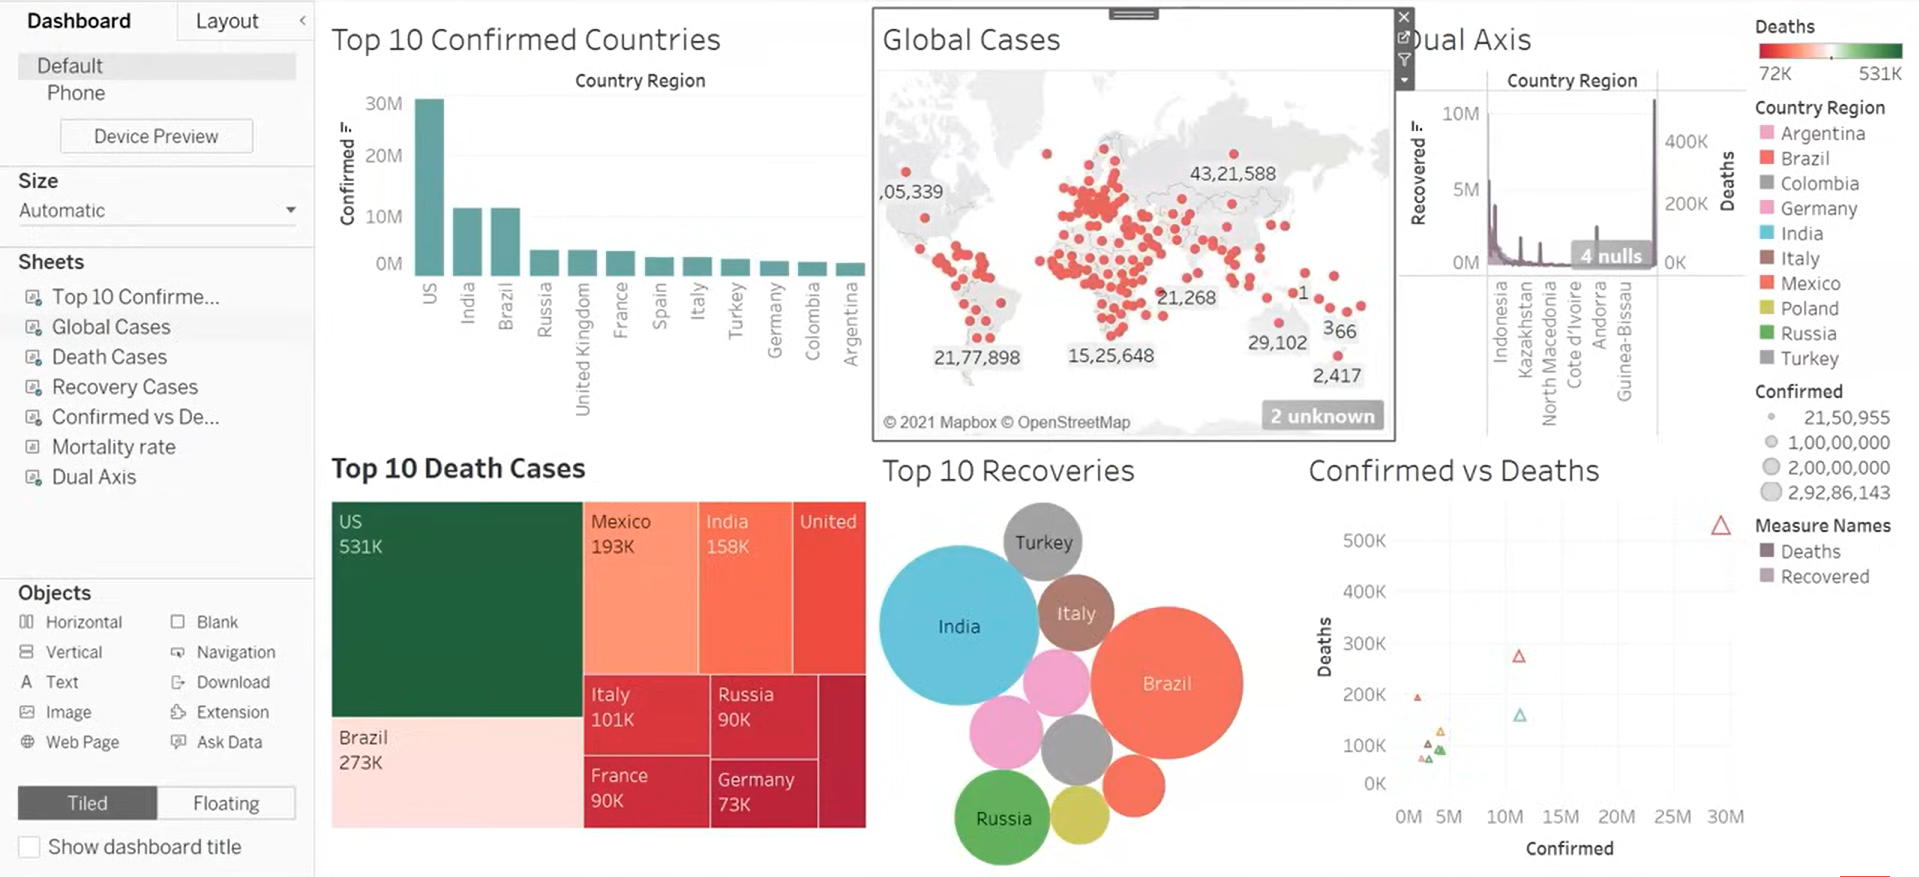 Dashboard
Layout
Default
Phone
Device Preview
Size
Automatic
Sheets
Top 10 Confirme...
Global Cases
Death Cases
Recovery Cases
Confirmed vs De...
Mortality rate
Dual Axis
Objects
Horizontal
Blank
Vertical
Navigation
A Text
Download
Image
Extension
Web Page
Ask Data
Tiled
Floating
Show dashboard title
Top 10 Confirmed Countries
Country Region
Confirmed
30M
20M
10M
0M
US
India
Brazil
Russia
United Kingdom
France
Spain
Italy
Turkey
Germany
Colombia
Argentina
Global Cases
,05,339
43,21,588
21,268
1
366
29,102
21,77,898
15,25,648
2,417
© 2021 Mapbox © OpenStreetMap
2 unknown
Dual Axis
Country Region
Recovered
10M
5M
0M
400K
200K
0K
Deaths
4 nulls
Indonesia
Kazakhstan
North Macedonia
Cote d'Ivoire
Andorra
Guinea-Bissau
Top 10 Death Cases
US
531K
Brazil
273K
Mexico
193K
India
158K
United
Italy
101K
Russia
90K
France
90K
Germany
73K
Top 10 Recoveries
Turkey
India
Italy
Brazil
Russia
Confirmed vs Deaths
Deaths
500K
400K
300K
200K
100K
0K
0M
5M
10M
15M
20M
25M
30M
Confirmed
Deaths
72K
531K
Country Region
Argentina
Brazil
Colombia
Germany
India
Italy
Mexico
Poland
Russia
Turkey
Confirmed
21,50,955
1,00,00,000
2,00,00,000
2,92,86,143
Measure Names
Deaths
Recovered